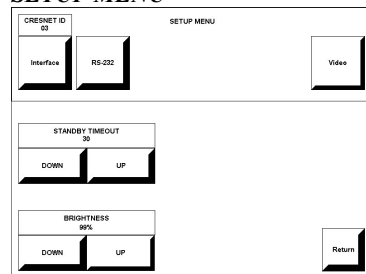 SETUP MENU
CRESNET ID
03
SETUP MENU
Interface
RS-232
Video
STANDBY TIMEOUT
30
DOWN
UP
BRIGHTNESS
99%
DOWN
UP
Return